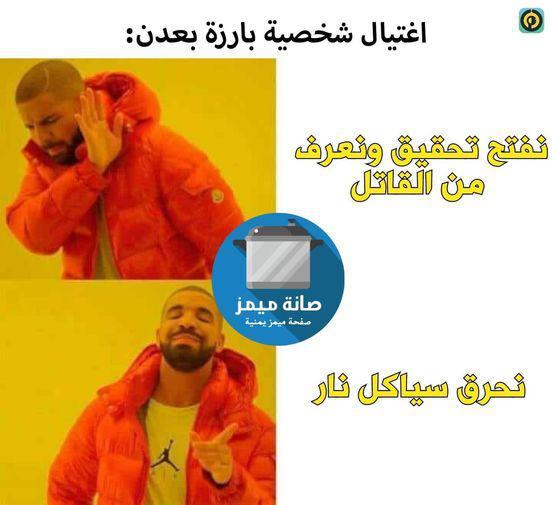 اغتيال شخصية بارزة بعدن:
نفتح تحقيق ونعرف
من القاتل
صانة ميمز
صفحة ميمز يمنية
نحرق سياكل نار